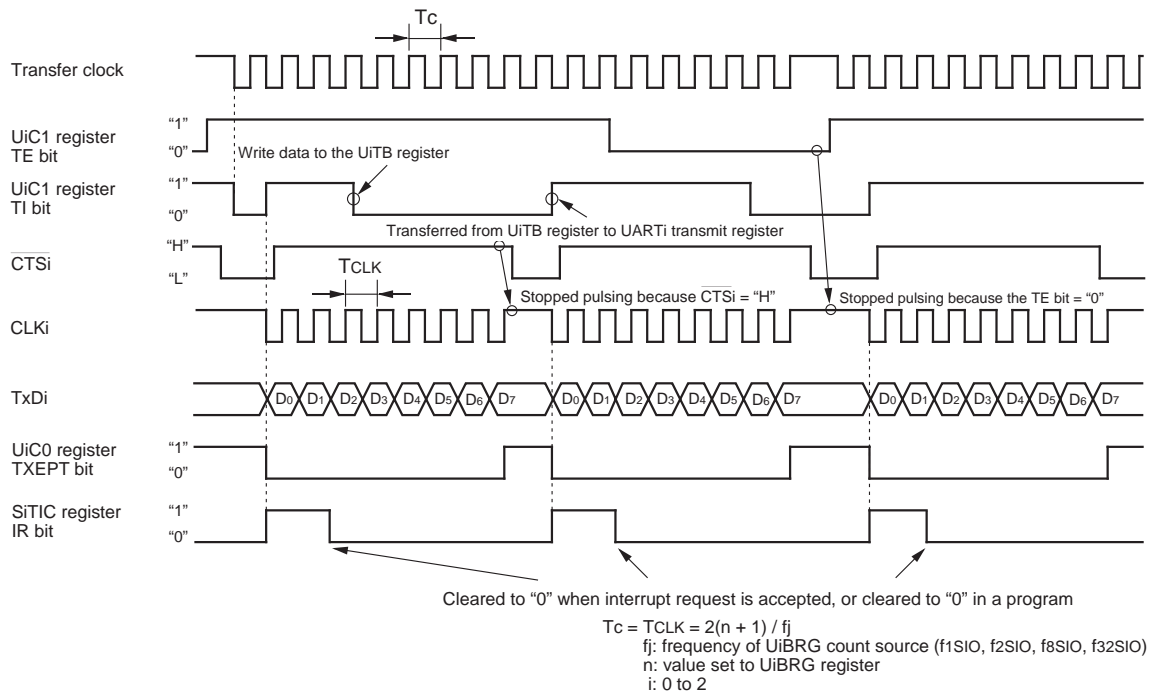 Tc
Transfer clock
UiC1 register
TE bit
“1”
“0”
Write data to the UiTB register
UiC1 register
TI bit
“1”
“0”
Transferred from UiTB register to UARTi transmit register
CTSi
“H”
“L”
TCLK
Stopped pulsing because CTSi = “H”
Stopped pulsing because the TE bit = “0”
CLKi
TxDi
D0 D1 D2 D3 D4 D5 D6 D7
D0 D1 D2 D3 D4 D5 D6 D7
D0 D1 D2 D3 D4 D5 D6 D7
UiC0 register
TXEPT bit
“1”
“0”
SiTIC register
IR bit
“1”
“0”
Cleared to “0” when interrupt request is accepted, or cleared to “0” in a program
Tc = TCLK = 2(n + 1) / fj
fj: frequency of UiBRG count source (f1SIO, f2SIO, f8SIO, f32SIO)
n: value set to UiBRG register
i: 0 to 2